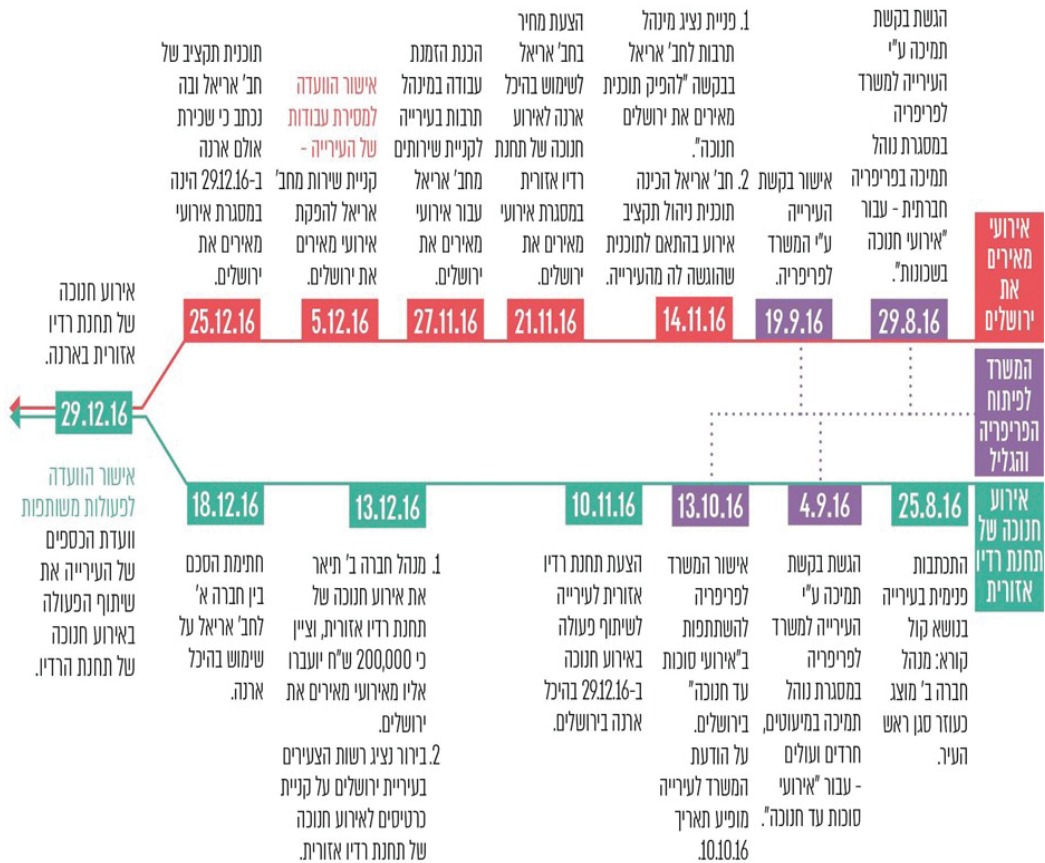 אירועי
מאירים
את
ירושלים
הגשת בקשת
תמיכה ע"י
העירייה למשרד
לפריפריה
במסגרת נוהל
תמיכה בפריפריה
חברתית - עבור
"אירועי חנוכה
בשכונות".
29.8.16
אישור בקשת
העירייה
ע"י המשרד
לפריפריה.
19.9.16
1. פניית נציג מינהל
תרבות לחב' אריאל
בבקשה "להפיק תוכנית
מאירים את ירושלים
חנוכה".
2. חב' אריאל הכינה
תוכנית ניהול תקציב
אירוע בהתאם לתוכנית
שהוגשה לה מהעירייה.
14.11.16
הצעת מחיר
בחב' אריאל
לשימוש בהיכל
ארנה לאירוע
חנוכה של תחנת
רדיו אזורית
במסגרת אירועי
מאירים את
ירושלים.
21.11.16
הכנת הזמנת
עבודה במינהל
תרבות בעירייה
לקניית שירותים
מחב' אריאל
עבור אירועי
מאירים את
ירושלים.
27.11.16
אישור הוועדה
למסירת עבודות
של העירייה -
קניית שירות מחב'
אריאל להפקת
אירועי מאירים
את ירושלים.
5.12.16
תוכנית תקציב של
חב' אריאל ובה
נכתב כי שכירת
אולם ארנה
ב-29.12.16 הינה
במסגרת אירועי
מאירים את
ירושלים.
25.12.16
אירוע חנוכה
של תחנת רדיו
אזורית בארנה.
29.12.16
אישור הוועדה
לפעולות משותפות
וועדת הכספים
של העירייה את
שיתוף הפעולה
באירוע חנוכה
של תחנת הרדיו.
המשרד
לפיתוח
הפריפריה
והגליל
אירוע
חנוכה של
תחנת רדיו
אזורית
25.8.16
התכתבות
פנימית בעירייה
בנושא קול
קורא: מנהל
חברה ב' מוצג
כעוזר סגן ראש
העיר.
4.9.16
הגשת בקשת
תמיכה ע"י
העירייה למשרד
לפריפריה
במסגרת נוהל
תמיכה במיעוטים,
חרדים ועולים
- עבור "אירועי
סוכות עד חנוכה".
13.10.16
אישור המשרד
לפריפריה
להשתתפות
ב"אירועי סוכות
עד חנוכה"
בירושלים.
על הודעת
המשרד לעירייה
מופיע תאריך
10.10.16.
10.11.16
הצעת תחנת רדיו
אזורית לעירייה
לשיתוף פעולה
באירוע חנוכה
ב-29.12.16 בהיכל
ארנה בירושלים.
13.12.16
1. מנהל חברה ב' תיאר
את אירוע חנוכה של
תחנת רדיו אזורית, וציין
כי 200,000 ש"ח יועברו
אליו מאירועי מאירים את
ירושלים.
2. בירור נציג רשות הצעירים
בעיריית ירושלים על קניית
כרטיסים לאירוע חנוכה
של תחנת רדיו אזורית.
18.12.16
חתימת הסכם
בין חברה א'
לחב' אריאל על
שימוש בהיכל
ארנה.